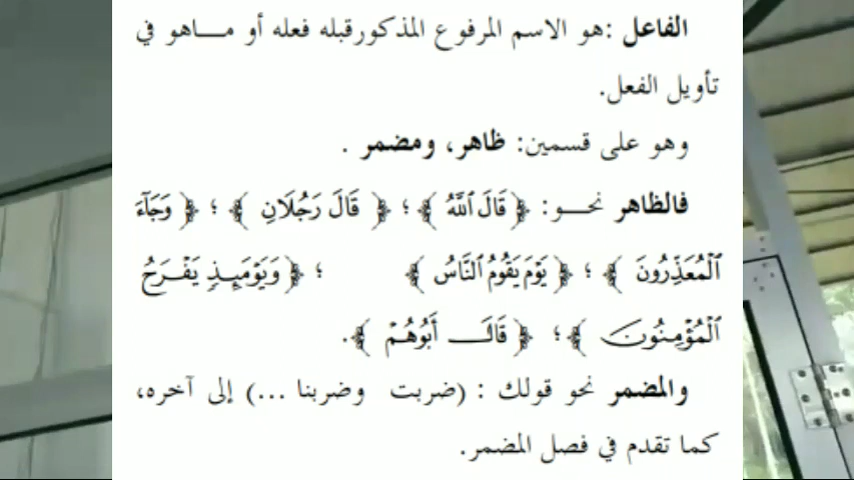 الفاعل :هو الاسم المرفوع المذكورقبله فعله أو مـــاهو في
تأويل الفعل.
وهو على قسمين: ظاهر، ومضمر .
فالظاهر نحـــو: ﴿ قَالَ ٱللَّهُ ﴾ ؛ ﴿ قَالَ رَجُلَانِ ﴾ ؛ ﴿ وَجَآءَ
ٱلْمُعَذِّرُونَ ﴾ ؛ ﴿ يَوْمَ يَقُومُ ٱلنَّاسُ ﴾ ؛ ﴿ وَيَوْمَئِذٍ يَفْرَحُ
ٱلْمُؤْمِنُونَ ﴾ ؛ ﴿ قَالَ أَبُوهُمْ ﴾ .
والمضمر نحو قولك : (ضربت وضربنا ...) إلى آخره،
كما تقدم في فصل المضمر.